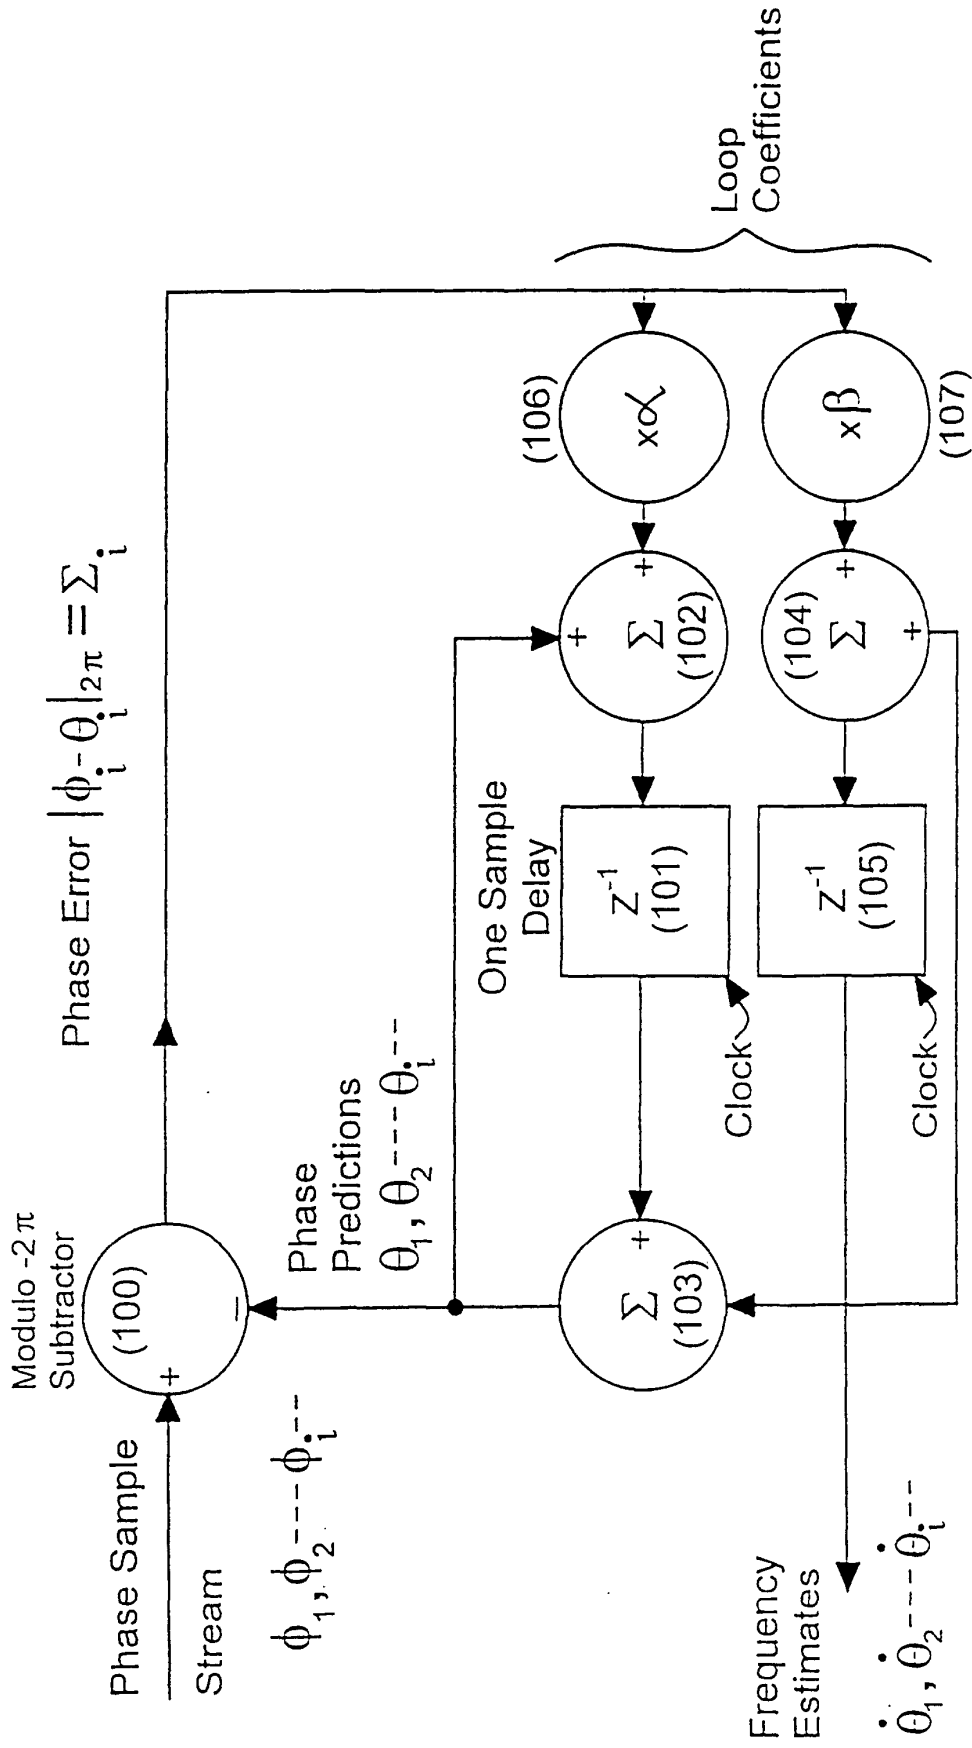 Modulo -2π
Subtractor
(100)
+
−
Phase Sample
Stream
ϕ₁, ϕ₂ ---- ϕᵢ --
Phase Error |ϕᵢ - θᵢ|₂π = Σᵢ
Phase
Predictions
θ₁, θ₂ ---- θᵢ --
Loop
Coefficients
(106)
x∝
xβ
(107)
+
+
Σ
(102)
(104)
+
Σ
+
One Sample
Delay
Z⁻¹
(101)
Z⁻¹
(105)
Clock
Clock
+
Σ
(103)
Frequency
Estimates
θ̇₁, θ̇₂ ---- θ̇ᵢ --